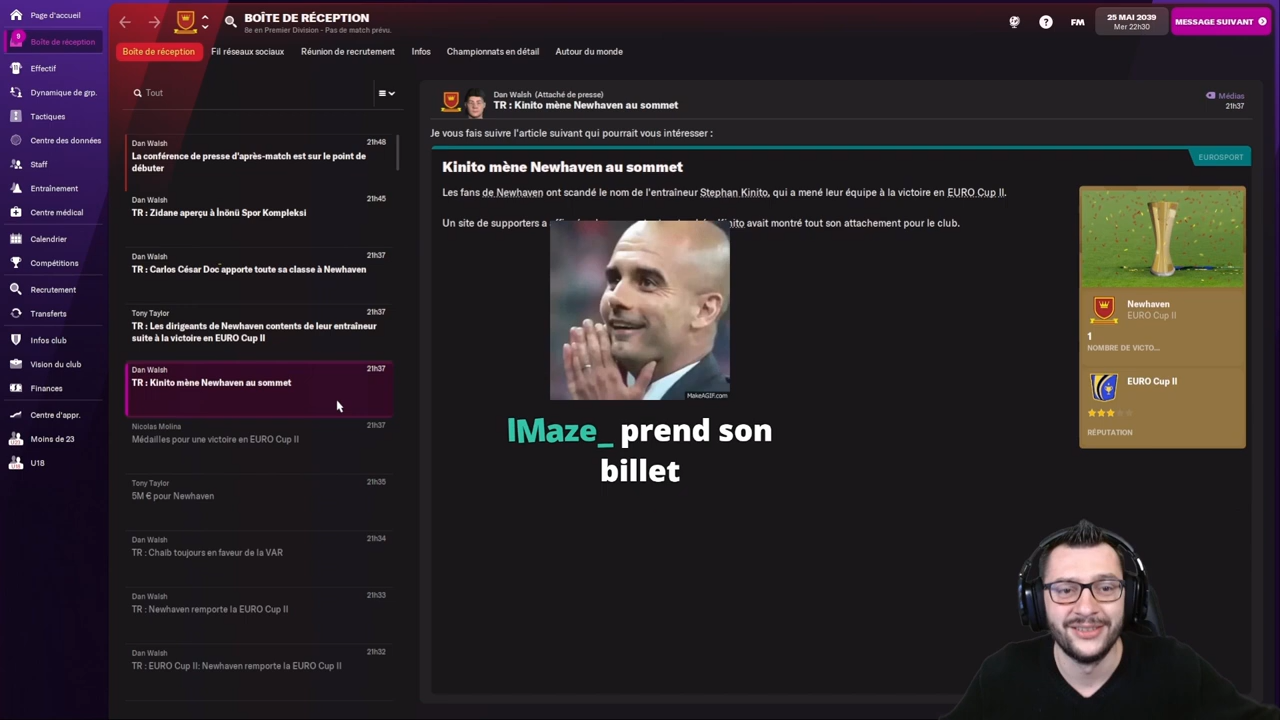 Page d'accueil
9
Boîte de réception
Effectif
Dynamique de grp.
Tactiques
Centre des données
Staff
Entraînement
Centre médical
Calendrier
Compétitions
Recrutement
Transferts
Infos club
Vision du club
Finances
Centre d'appr.
Moins de 23
U18
BOÎTE DE RÉCEPTION
8e en Premier Division - Pas de match prévu.
FM
25 MAI 2039
Mer 22h30
MESSAGE SUIVANT
Boîte de réception
Fil réseaux sociaux
Réunion de recrutement
Infos
Championnats en détail
Autour du monde
Tout
Dan Walsh
21h48
La conférence de presse d'après-match est sur le point de
débuter
Dan Walsh
21h45
TR : Zidane aperçu à İnönü Spor Kompleksi
Dan Walsh
21h37
TR : Carlos César Doc apporte toute sa classe à Newhaven
Tony Taylor
21h37
TR : Les dirigeants de Newhaven contents de leur entraîneur
suite à la victoire en EURO Cup II
Dan Walsh
21h37
TR : Kinito mène Newhaven au sommet
Nicolas Molina
21h37
Médailles pour une victoire en EURO Cup II
Tony Taylor
21h35
5M € pour Newhaven
Dan Walsh
21h34
TR : Chaib toujours en faveur de la VAR
Dan Walsh
21h33
TR : Newhaven remporte la EURO Cup II
Dan Walsh
21h32
TR : EURO Cup II: Newhaven remporte la EURO Cup II
Dan Walsh (Attaché de presse)
TR : Kinito mène Newhaven au sommet
Médias
21h37
Je vous fais suivre l'article suivant qui pourrait vous intéresser :
EUROSPORT
Kinito mène Newhaven au sommet
Les fans de Newhaven ont scandé le nom de l'entraîneur Stephan Kinito, qui a mené leur équipe à la victoire en EURO Cup II.
Un site de supporters a Kinito avait montré tout son attachement pour le club.
MakeAGIF.com
lMaze_ prend son
billet
Newhaven
EURO Cup II
1
NOMBRE DE VICTO...
EURO Cup II
RÉPUTATION